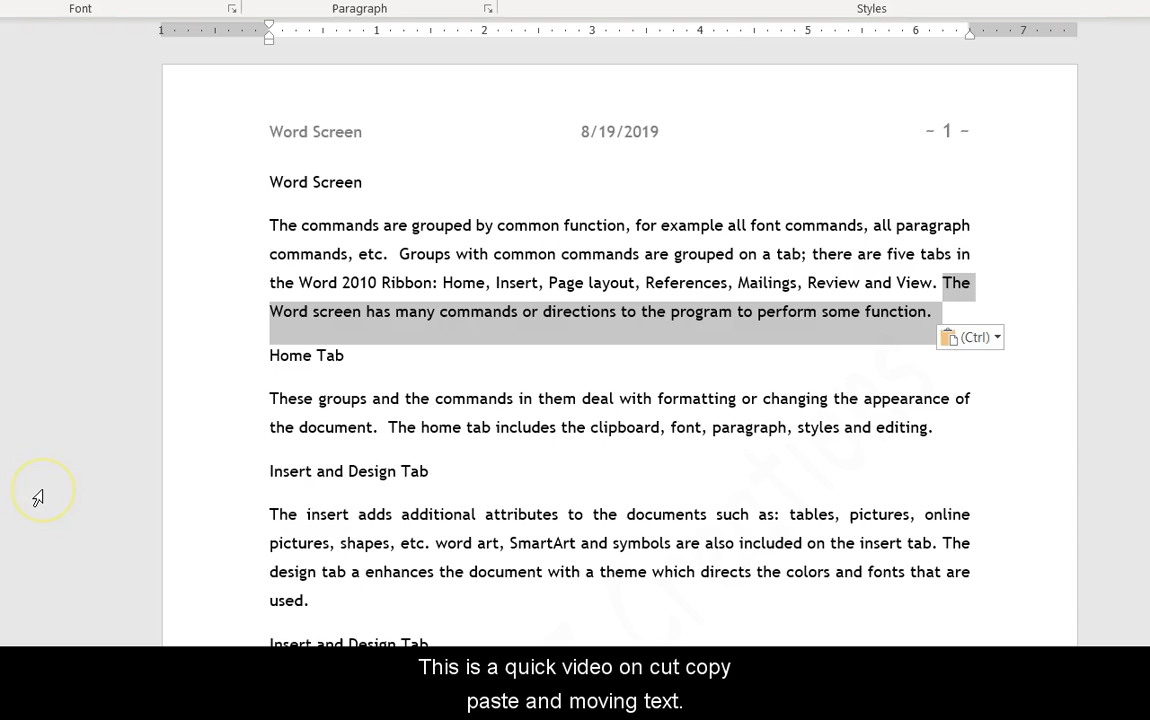 Font Paragraph Styles
1 1 2 3 4 5 6 7
Word Screen 8/19/2019 ~ 1 ~
Word Screen
The commands are grouped by common function, for example all font commands, all paragraph
commands, etc.  Groups with common commands are grouped on a tab; there are five tabs in
the Word 2010 Ribbon: Home, Insert, Page layout, References, Mailings, Review and View. The
Word screen has many commands or directions to the program to perform some function.
(Ctrl)
Home Tab
These groups and the commands in them deal with formatting or changing the appearance of
the document.  The home tab includes the clipboard, font, paragraph, styles and editing.
Insert and Design Tab
The insert adds additional attributes to the documents such as: tables, pictures, online
pictures, shapes, etc. word art, SmartArt and symbols are also included on the insert tab. The
design tab a enhances the document with a theme which directs the colors and fonts that are
used.
Insert and Design Tab
This is a quick video on cut copy
paste and moving text.